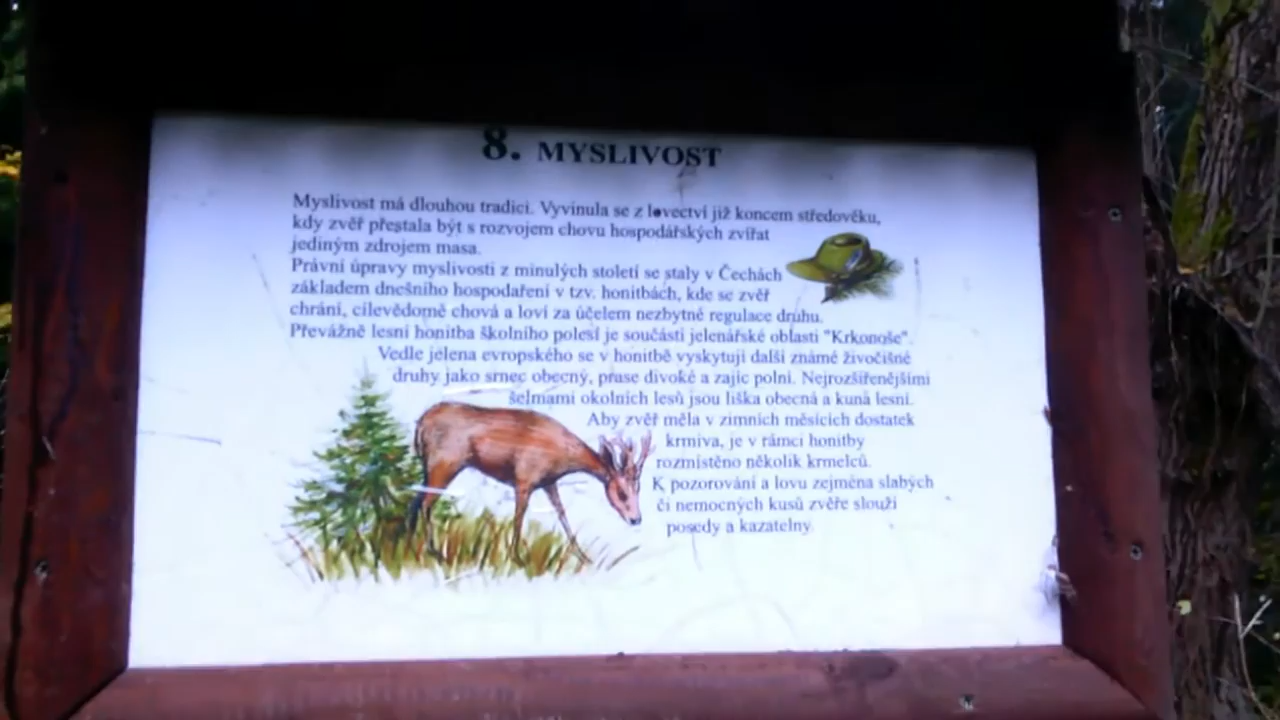 8. MYSLIVOST
Myslivost má dlouhou tradici. Vyvinula se z lovectví již koncem středověku,
kdy zvěř přestala být s rozvojem chovu hospodářských zvířat
jediným zdrojem masa.
Právní úpravy myslivosti z minulých století se staly v Čechách
základem dnešního hospodaření v tzv. honitbách, kde se zvěř
chrání, cílevědomě chová a loví za účelem nezbytné regulace druhu.
Převážně lesní honitba školního polesí je součástí jelenářské oblasti "Krkonoše".
Vedle jelena evropského se v honitbě vyskytují další známé živočišné
druhy jako srnec obecný, prase divoké a zajíc polní. Nejrozšířenějšími
šelmami okolních lesů jsou liška obecná a kuna lesní.
Aby zvěř měla v zimních měsících dostatek
krmiva, je v rámci honitby
rozmístěno několik krmelců.
K pozorování a lovu zejména slabých
či nemocných kusů zvěře slouží
posedy a kazatelny.